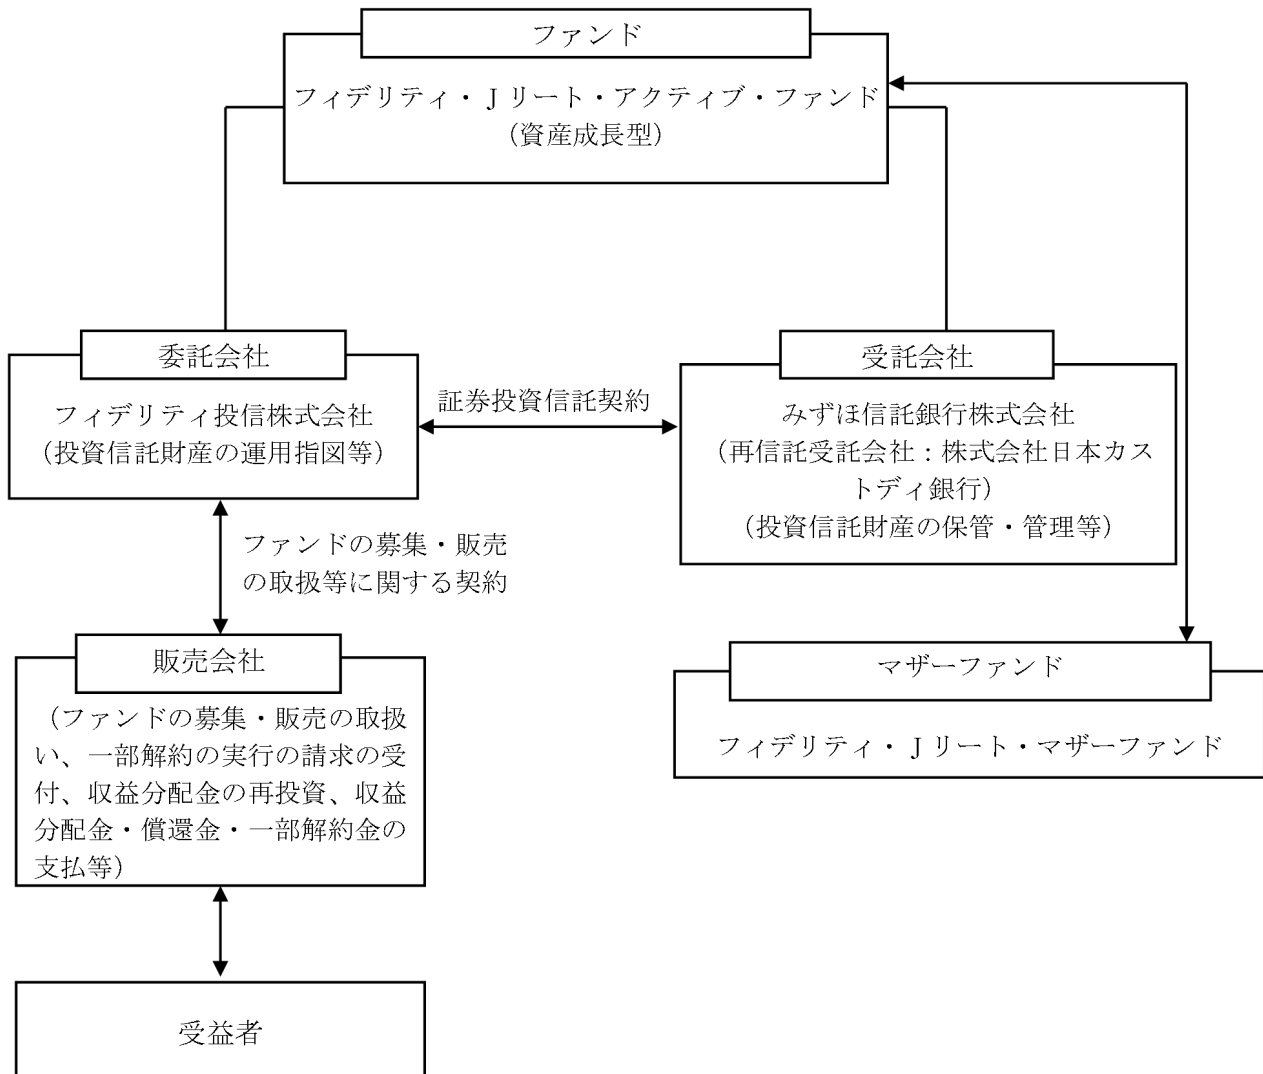 ファンド
フィデリティ・Jリート・アクティブ・ファンド
（資産成長型）
委託会社
フィデリティ投信株式会社
（投資信託財産の運用指図等）
証券投資信託契約
受託会社
みずほ信託銀行株式会社
（再信託受託会社：株式会社日本カス
トディ銀行）
（投資信託財産の保管・管理等）
ファンドの募集・販売
の取扱等に関する契約
販売会社
（ファンドの募集・販売の取扱
い、一部解約の実行の請求の受
付、収益分配金の再投資、収益
分配金・償還金・一部解約金の
支払等）
マザーファンド
フィデリティ・Jリート・マザーファンド
受益者